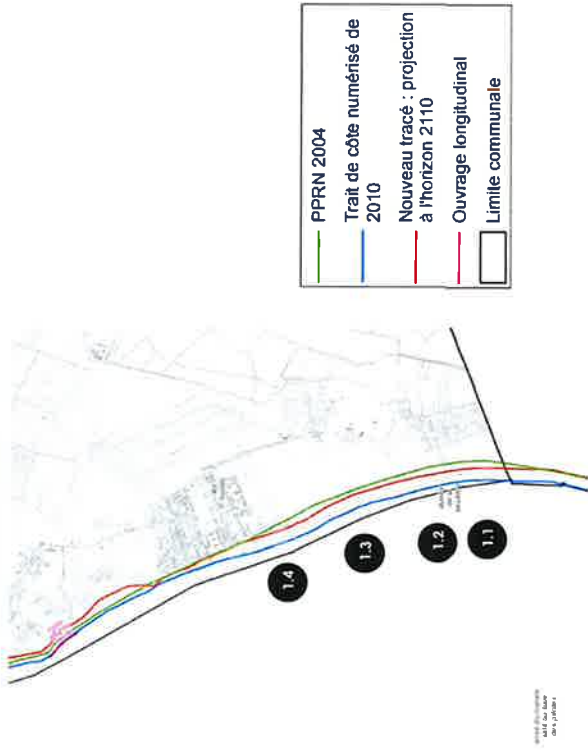 PPRN 2004
Trait de côte numérisé de
2010
Nouveau tracé : projection
à l'horizon 2110
Ouvrage longitudinal
Limite communale
1.4
1.3
1.2
1.1